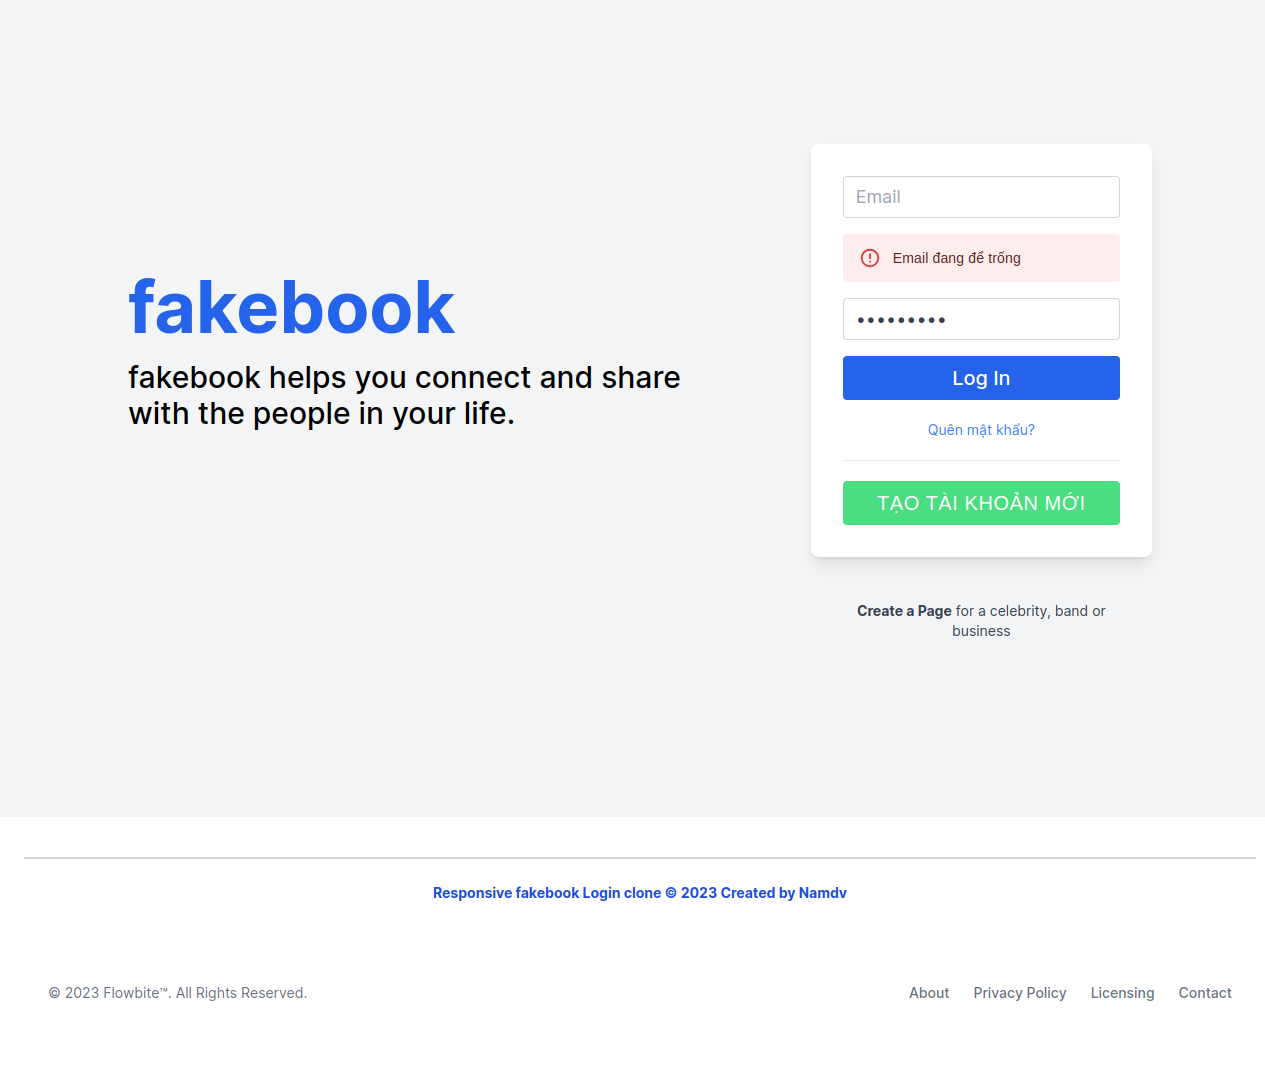 fakebook
fakebook helps you connect and share
with the people in your life.
Email
Email đang để trống
•••••••••
Log In
Quên mật khẩu?
TẠO TÀI KHOẢN MỚI
Create a Page for a celebrity, band or
business
Responsive fakebook Login clone © 2023 Created by Namdv
© 2023 Flowbite™. All Rights Reserved.
About Privacy Policy Licensing Contact